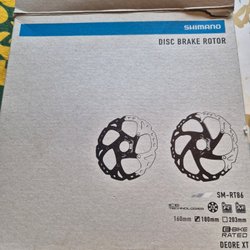 SHIMANO
DISC BRAKE ROTOR
SM-RT86
ICE
TECHNOLOGIES
160mm 180mm 203mm
E-BIKE
RATED
DEORE XT